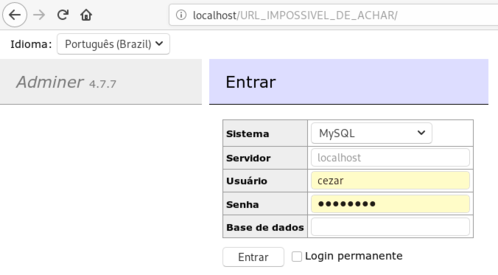 localhost/URL_IMPOSSIVEL_DE_ACHAR/
Idioma: Português (Brazil)
Adminer 4.7.7
Entrar
Sistema MySQL
Servidor localhost
Usuário cezar
Senha ●●●●●●●●
Base de dados
Entrar Login permanente